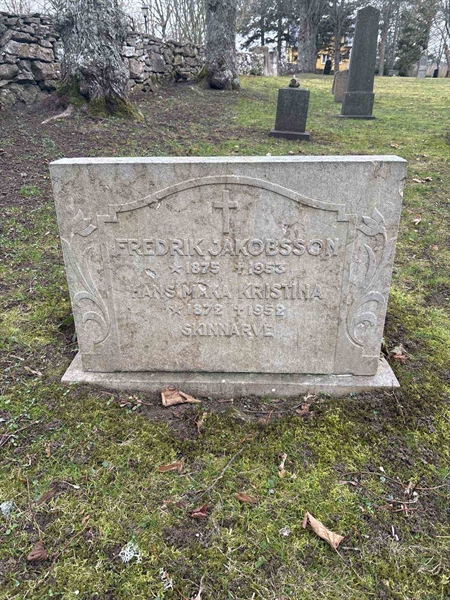 FREDRIK JAKOBSSON
* 1875 † 1953
HANS MAKA KRISTINA
* 1872 † 1952
SKINNARVE